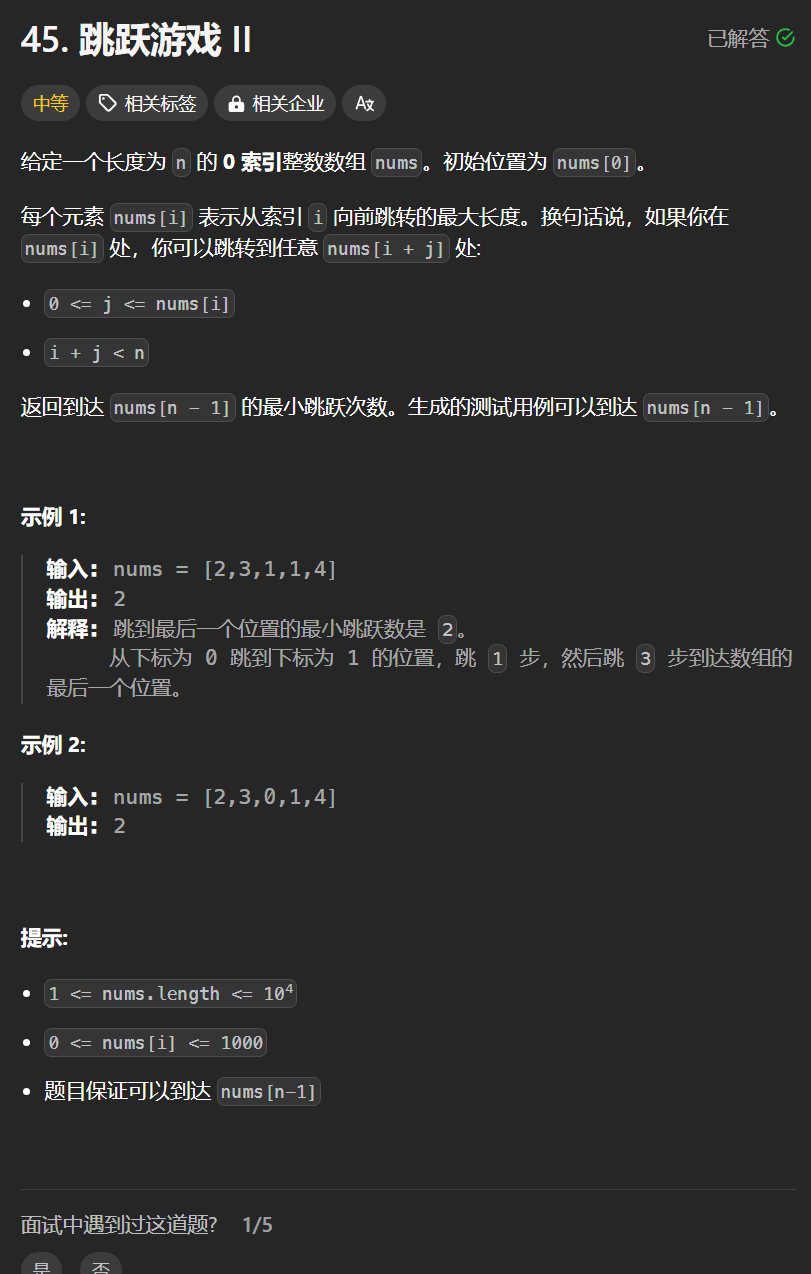 45. 跳跃游戏 II
已解答
中等 相关标签 相关企业
给定一个长度为 n 的 0 索引整数数组 nums。初始位置为 nums[0]。
每个元素 nums[i] 表示从索引 i 向前跳转的最大长度。换句话说，如果你在
nums[i] 处，你可以跳转到任意 nums[i + j] 处:
• 0 <= j <= nums[i]
• i + j < n
返回到达 nums[n - 1] 的最小跳跃次数。生成的测试用例可以到达 nums[n - 1]。
示例 1:
输入: nums = [2,3,1,1,4]
输出: 2
解释: 跳到最后一个位置的最小跳跃数是 2。
从下标为 0 跳到下标为 1 的位置，跳 1 步，然后跳 3 步到达数组的
最后一个位置。
示例 2:
输入: nums = [2,3,0,1,4]
输出: 2
提示:
• 1 <= nums.length <= 10⁴
• 0 <= nums[i] <= 1000
• 题目保证可以到达 nums[n-1]
面试中遇到过这道题? 1/5
是 否